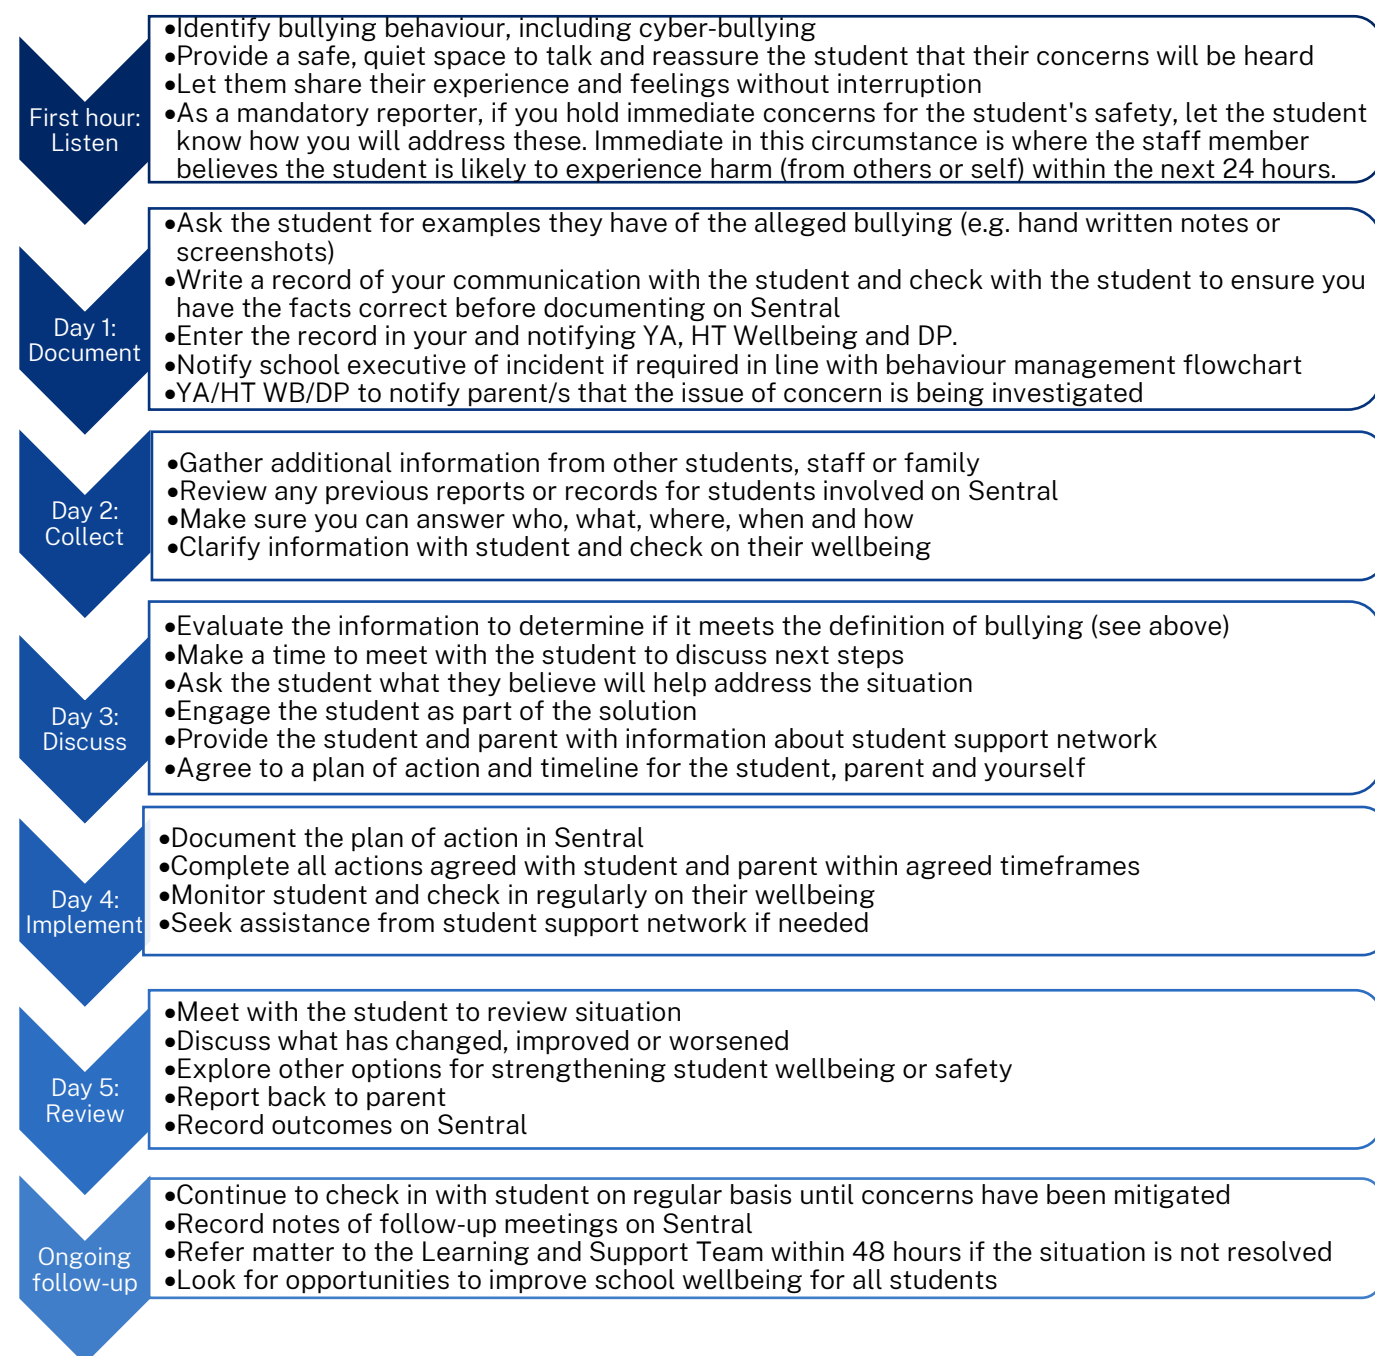 First hour:
Listen
•Identify bullying behaviour, including cyber-bullying
•Provide a safe, quiet space to talk and reassure the student that their concerns will be heard
•Let them share their experience and feelings without interruption
•As a mandatory reporter, if you hold immediate concerns for the student's safety, let the student
know how you will address these. Immediate in this circumstance is where the staff member
believes the student is likely to experience harm (from others or self) within the next 24 hours.
Day 1:
Document
•Ask the student for examples they have of the alleged bullying (e.g. hand written notes or
screenshots)
•Write a record of your communication with the student and check with the student to ensure you
have the facts correct before documenting on Sentral
•Enter the record in your and notifying YA, HT Wellbeing and DP.
•Notify school executive of incident if required in line with behaviour management flowchart
•YA/HT WB/DP to notify parent/s that the issue of concern is being investigated
Day 2:
Collect
•Gather additional information from other students, staff or family
•Review any previous reports or records for students involved on Sentral
•Make sure you can answer who, what, where, when and how
•Clarify information with student and check on their wellbeing
Day 3:
Discuss
•Evaluate the information to determine if it meets the definition of bullying (see above)
•Make a time to meet with the student to discuss next steps
•Ask the student what they believe will help address the situation
•Engage the student as part of the solution
•Provide the student and parent with information about student support network
•Agree to a plan of action and timeline for the student, parent and yourself
Day 4:
Implement
•Document the plan of action in Sentral
•Complete all actions agreed with student and parent within agreed timeframes
•Monitor student and check in regularly on their wellbeing
•Seek assistance from student support network if needed
Day 5:
Review
•Meet with the student to review situation
•Discuss what has changed, improved or worsened
•Explore other options for strengthening student wellbeing or safety
•Report back to parent
•Record outcomes on Sentral
Ongoing
follow-up
•Continue to check in with student on regular basis until concerns have been mitigated
•Record notes of follow-up meetings on Sentral
•Refer matter to the Learning and Support Team within 48 hours if the situation is not resolved
•Look for opportunities to improve school wellbeing for all students